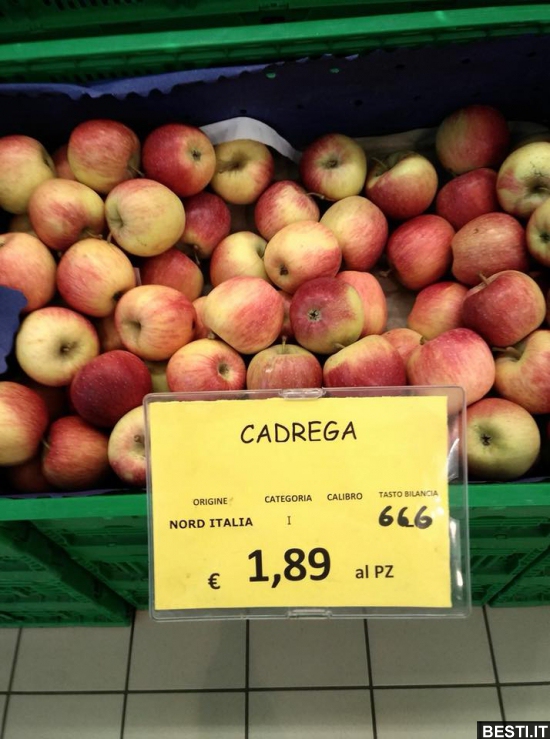 CADREGA
ORIGINE CATEGORIA CALIBRO TASTO BILANCIA
NORD ITALIA I 666
€ 1,89 al PZ
BESTI.IT